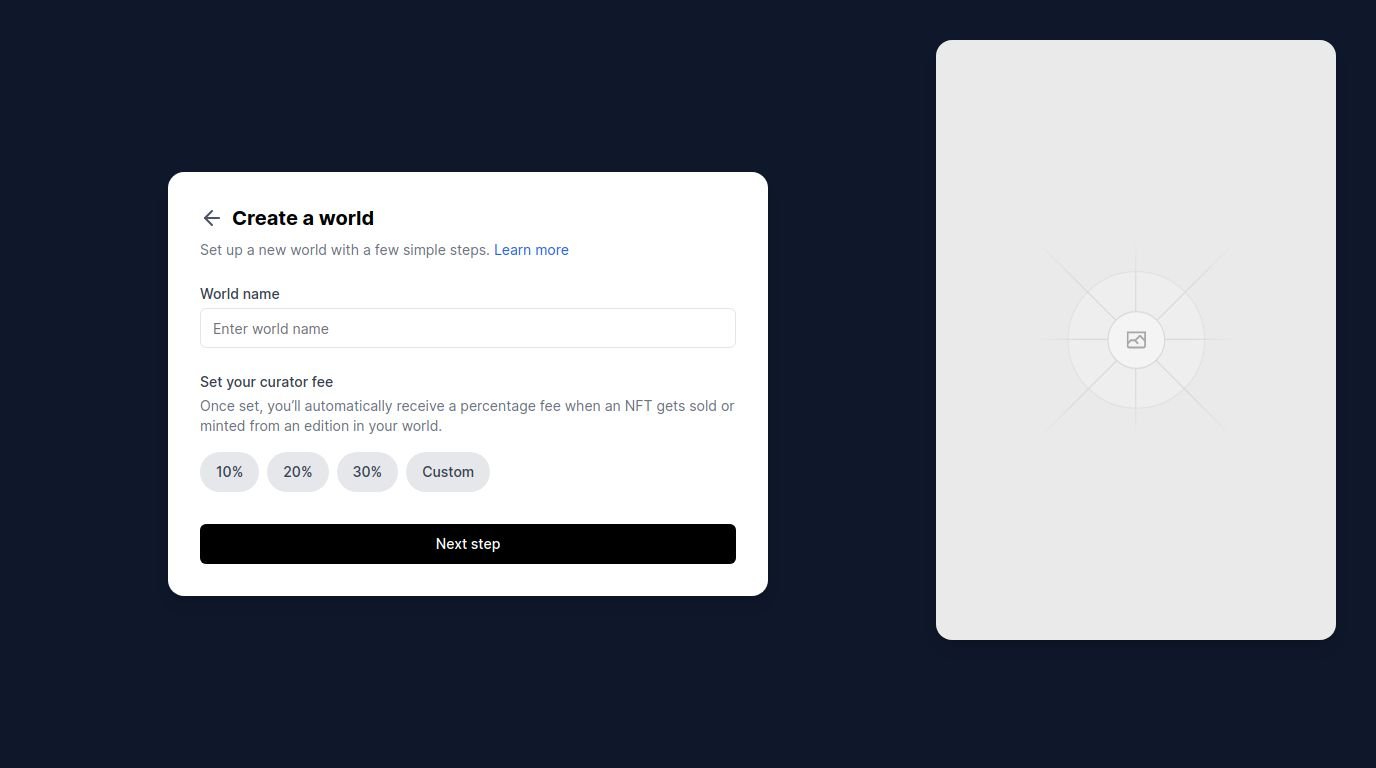 Create a world
Set up a new world with a few simple steps. Learn more
World name
Enter world name
Set your curator fee
Once set, you’ll automatically receive a percentage fee when an NFT gets sold or
minted from an edition in your world.
10% 20% 30% Custom
Next step